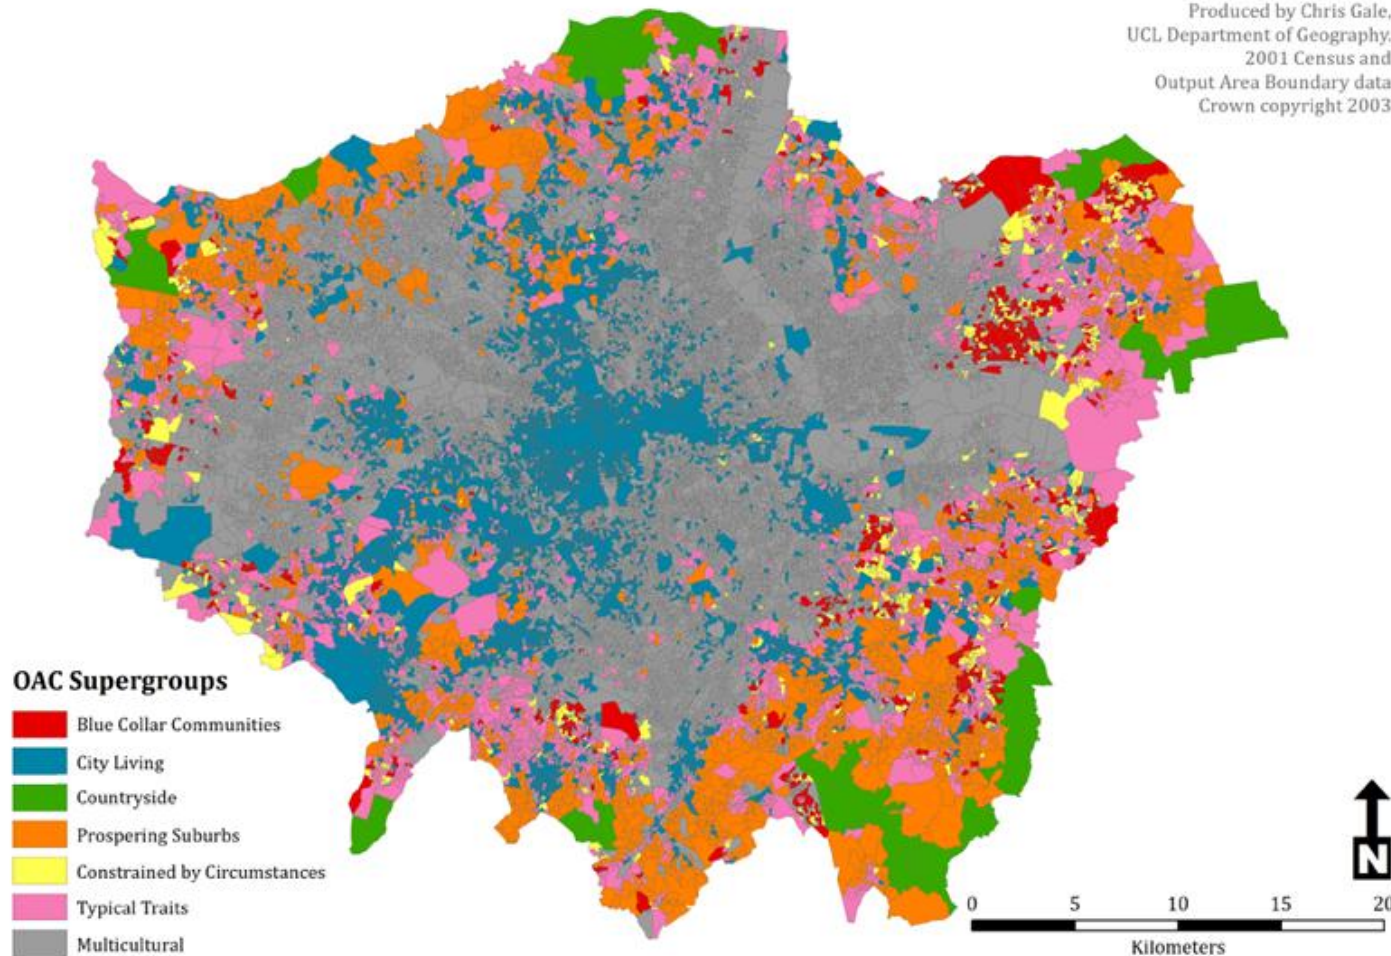 Produced by Chris Gale,
UCL Department of Geography.
2001 Census and
Output Area Boundary data
Crown copyright 2003
OAC Supergroups
Blue Collar Communities
City Living
Countryside
Prospering Suburbs
Constrained by Circumstances
Typical Traits
Multicultural
N
0 5 10 15 20
Kilometers